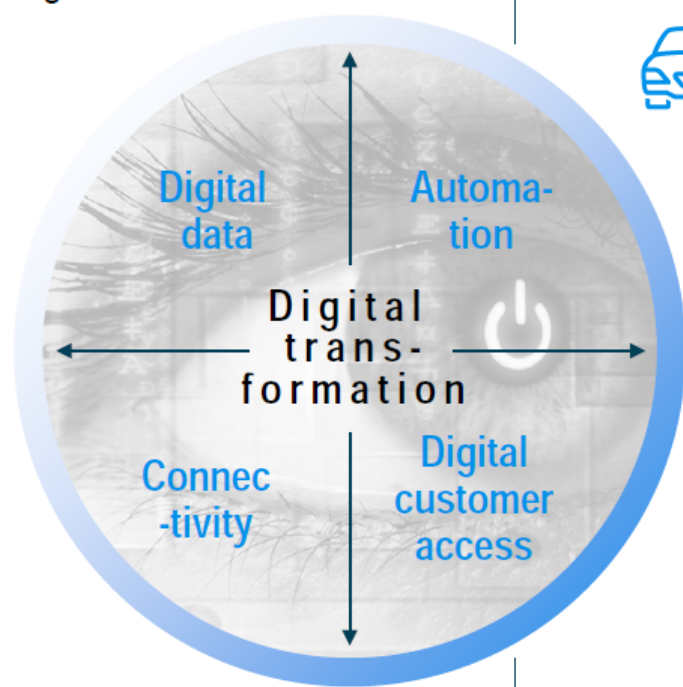 Digital
data
Automa-
tion
Digital
trans-
formation
Connec
-tivity
Digital
customer
access